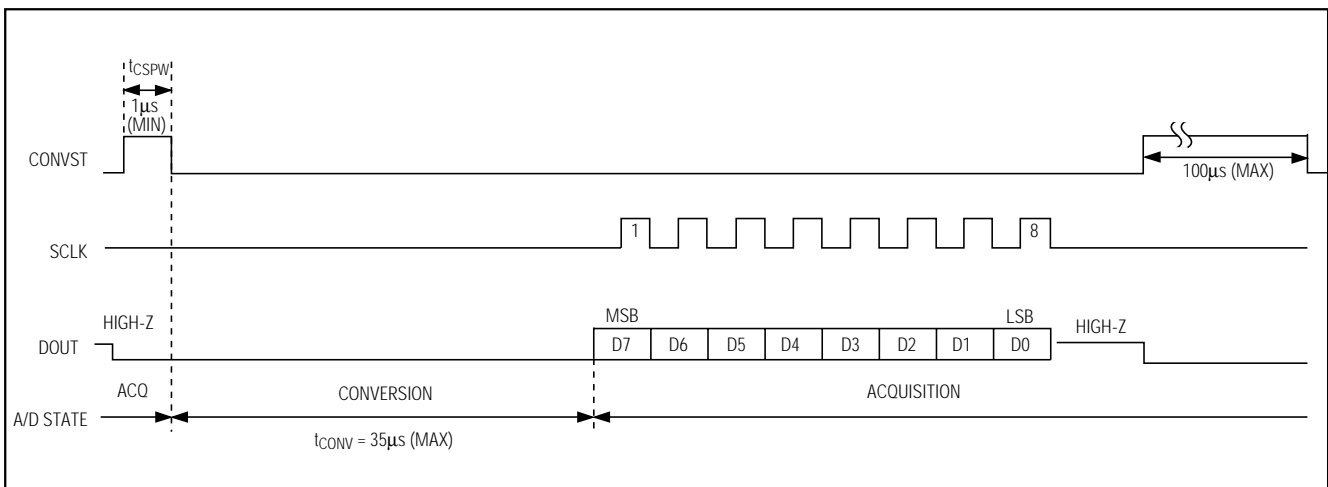 tCSPW
1µs
(MIN)
CONVST
100µs (MAX)
1
8
SCLK
HIGH-Z
MSB
LSB
HIGH-Z
DOUT
D7 D6 D5 D4 D3 D2 D1 D0
ACQ
CONVERSION
ACQUISITION
A/D STATE
tCONV = 35µs (MAX)